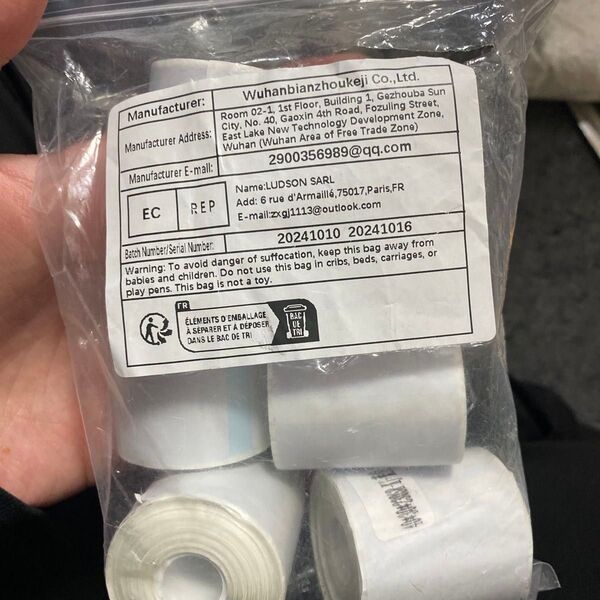 Manufacturer: Wuhanbianzhoukeji Co.,Ltd.
Manufacturer Address: Room 02-1, 1st Floor, Building 1, Gezhouba Sun
City, No. 40, Gaoxin 4th Road, Fozuling Street,
East Lake New Technology Development Zone,
Wuhan (Wuhan Area of Free Trade Zone)
Manufacturer E-mail: 2900356989@qq.com
EC REP
Name:LUDSON SARL
Add: 6 rue d'Armaillé,75017,Paris,FR
E-mail:zxgj1113@outlook.com
Batch Number/Serial Number: 20241010 20241016
Warning: To avoid danger of suffocation, keep this bag away from
babies and children. Do not use this bag in cribs, beds, carriages, or
play pens. This bag is not a toy.
FR
ÉLÉMENTS D'EMBALLAGE
À SÉPARER ET À DÉPOSER
DANS LE BAC DE TRI
BAC
DE
TRI